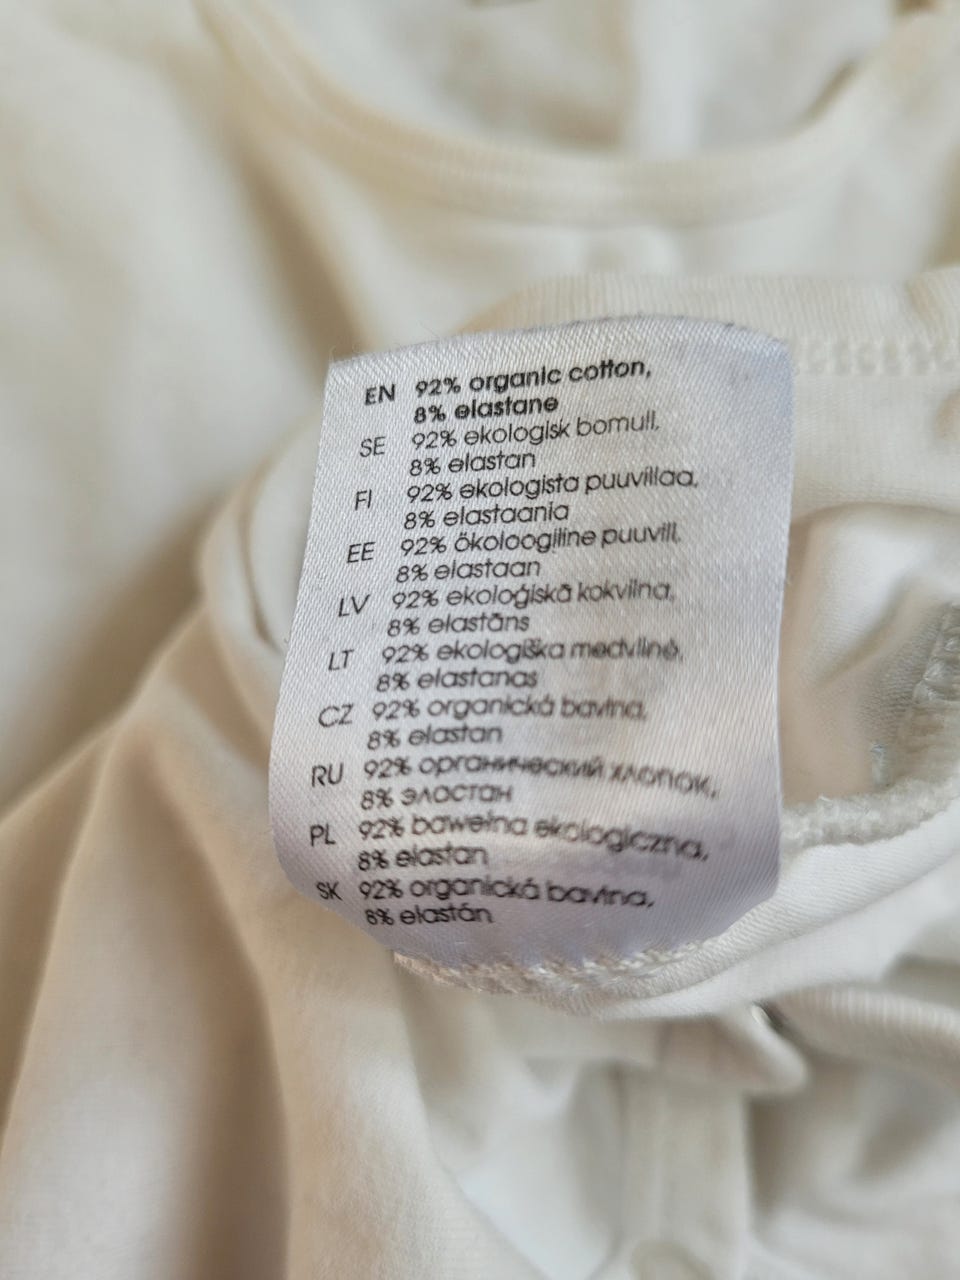 EN 92% organic cotton,
8% elastane
SE 92% ekologisk bomull,
8% elastan
FI 92% ekologista puuvillaa,
8% elastaania
EE 92% ökoloogiline puuvill,
8% elastaan
LV 92% ekoloģiskā kokvilna,
8% elastāns
LT 92% ekologiška medvilnė,
8% elastanas
CZ 92% organická bavlna,
8% elastan
RU 92% органический хлопок,
8% эластан
PL 92% bawełna ekologiczna,
8% elastan
SK 92% organická bavlna,
8% elastán